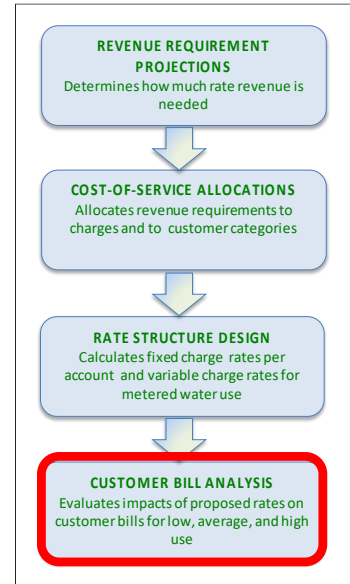 REVENUE REQUIREMENT
PROJECTIONS
Determines how much rate revenue is
needed
COST-OF-SERVICE ALLOCATIONS
Allocates revenue requirements to
charges and to customer categories
RATE STRUCTURE DESIGN
Calculates fixed charge rates per
account and variable charge rates for
metered water use
CUSTOMER BILL ANALYSIS
Evaluates impacts of proposed rates on
customer bills for low, average, and high
use